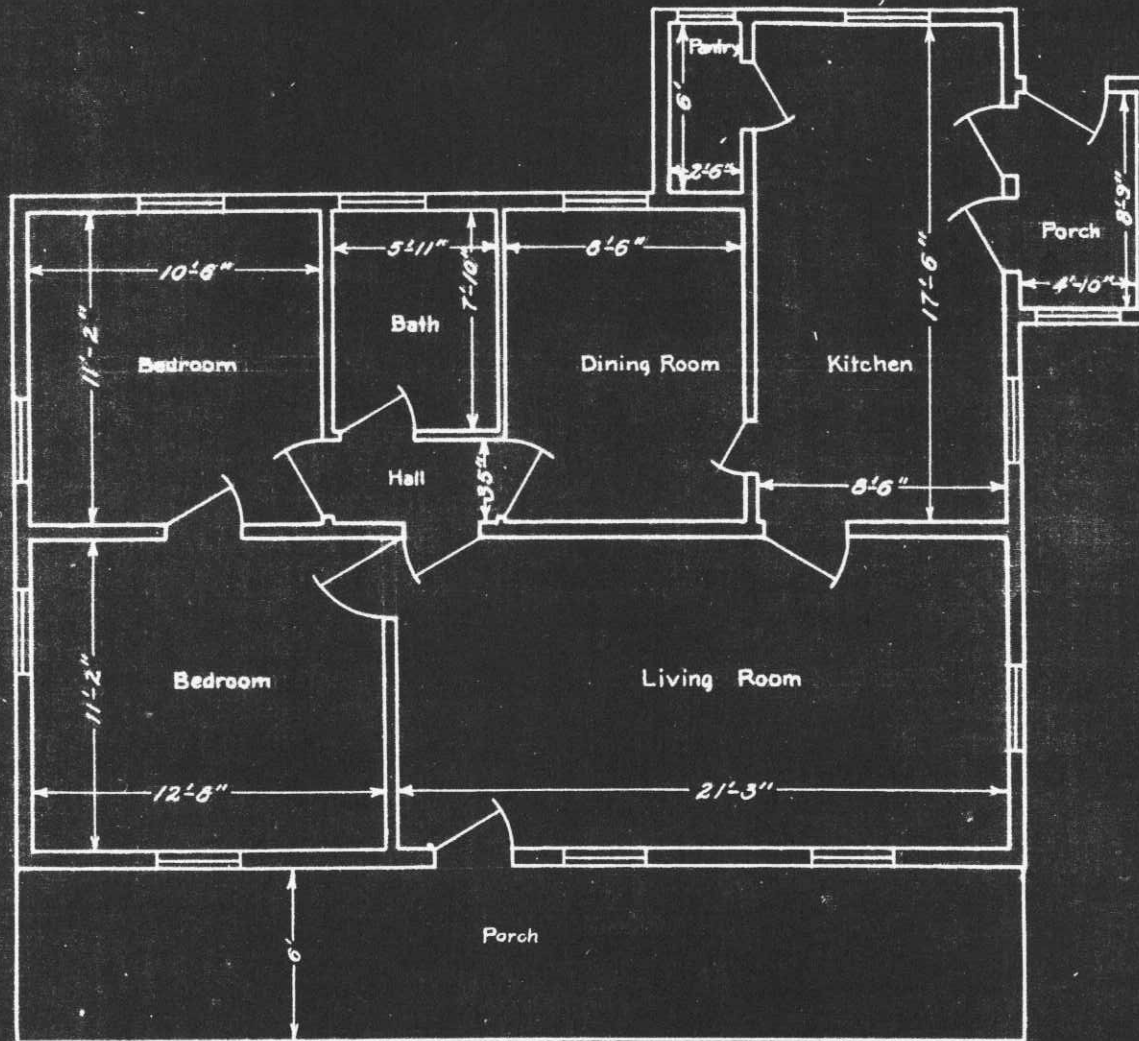 Pantry
6'
2'-6"
8'-9"
Porch
4'-10"
10'-6"
5'-11"
8'-6"
11'-2"
7'-10"
17'-6"
Bath
Bedroom
Dining Room
Kitchen
Hall
35"
8'-6"
Bedroom
Living Room
11'-2"
12'-8"
21'-3"
Porch
6'